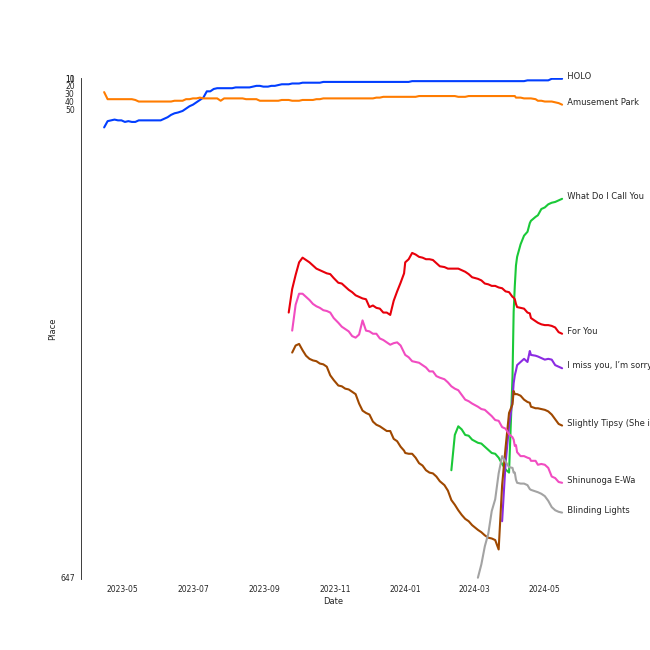 10
20
30
40
50
647
Place
HOLO
Amusement Park
What Do I Call You
For You
I miss you, I'm sorry
Slightly Tipsy (She i
Shinunoga E-Wa
Blinding Lights
2023-05
2023-07
2023-09
2023-11
2024-01
2024-03
2024-05
Date